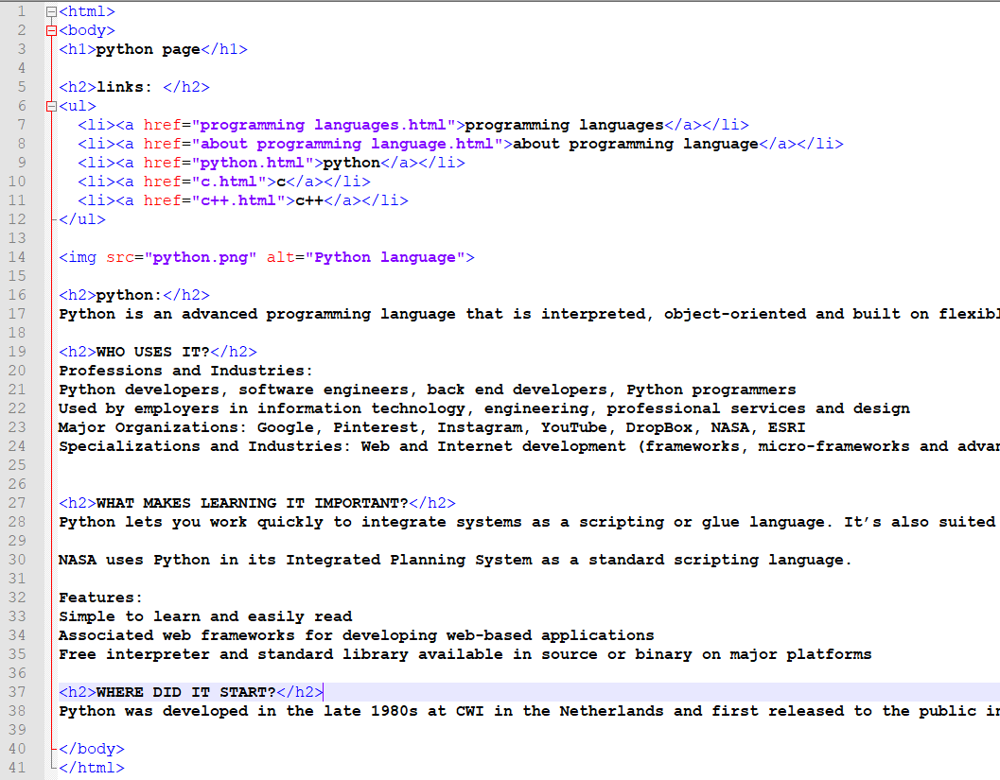 1 <html>
2 <body>
3 <h1>python page</h1>
4
5 <h2>links: </h2>
6 <ul>
7 <li><a href="programming languages.html">programming languages</a></li>
8 <li><a href="about programming language.html">about programming language</a></li>
9 <li><a href="python.html">python</a></li>
10 <li><a href="c.html">c</a></li>
11 <li><a href="c++.html">c++</a></li>
12 </ul>
13
14 <img src="python.png" alt="Python language">
15
16 <h2>python:</h2>
17 Python is an advanced programming language that is interpreted, object-oriented and built on
18
19 <h2>WHO USES IT?</h2>
20 Professions and Industries:
21 Python developers, software engineers, back end developers, Python programmers
22 Used by employers in information technology, engineering, professional services and design
23 Major Organizations: Google, Pinterest, Instagram, YouTube, DropBox, NASA, ESRI
24 Specializations and Industries: Web and Internet development (frameworks, micro-frameworks and
25
26
27 <h2>WHAT MAKES LEARNING IT IMPORTANT?</h2>
28 Python lets you work quickly to integrate systems as a scripting or glue language. It’s also suited
29
30 NASA uses Python in its Integrated Planning System as a standard scripting language.
31
32 Features:
33 Simple to learn and easily read
34 Associated web frameworks for developing web-based applications
35 Free interpreter and standard library available in source or binary on major platforms
36
37 <h2>WHERE DID IT START?</h2>
38 Python was developed in the late 1980s at CWI in the Netherlands and first released to the public in
39
40 </body>
41 </html>